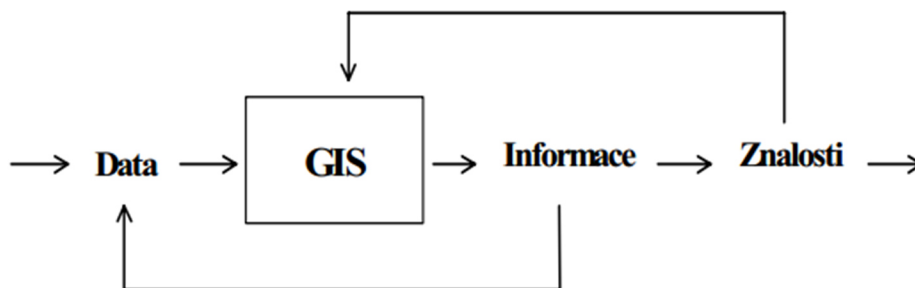 Data
GIS
Informace
Znalosti